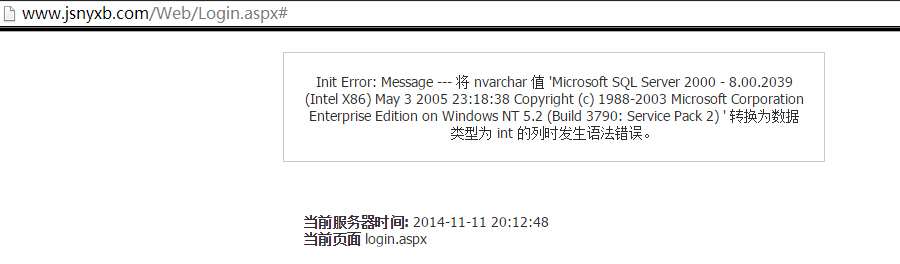 www.jsnyxb.com/Web/Login.aspx#
Init Error: Message --- 将 nvarchar 值 'Microsoft SQL Server 2000 - 8.00.2039
(Intel X86) May 3 2005 23:18:38 Copyright (c) 1988-2003 Microsoft Corporation
Enterprise Edition on Windows NT 5.2 (Build 3790: Service Pack 2) ' 转换为数据
类型为 int 的列时发生语法错误。
当前服务器时间: 2014-11-11 20:12:48
当前页面 login.aspx